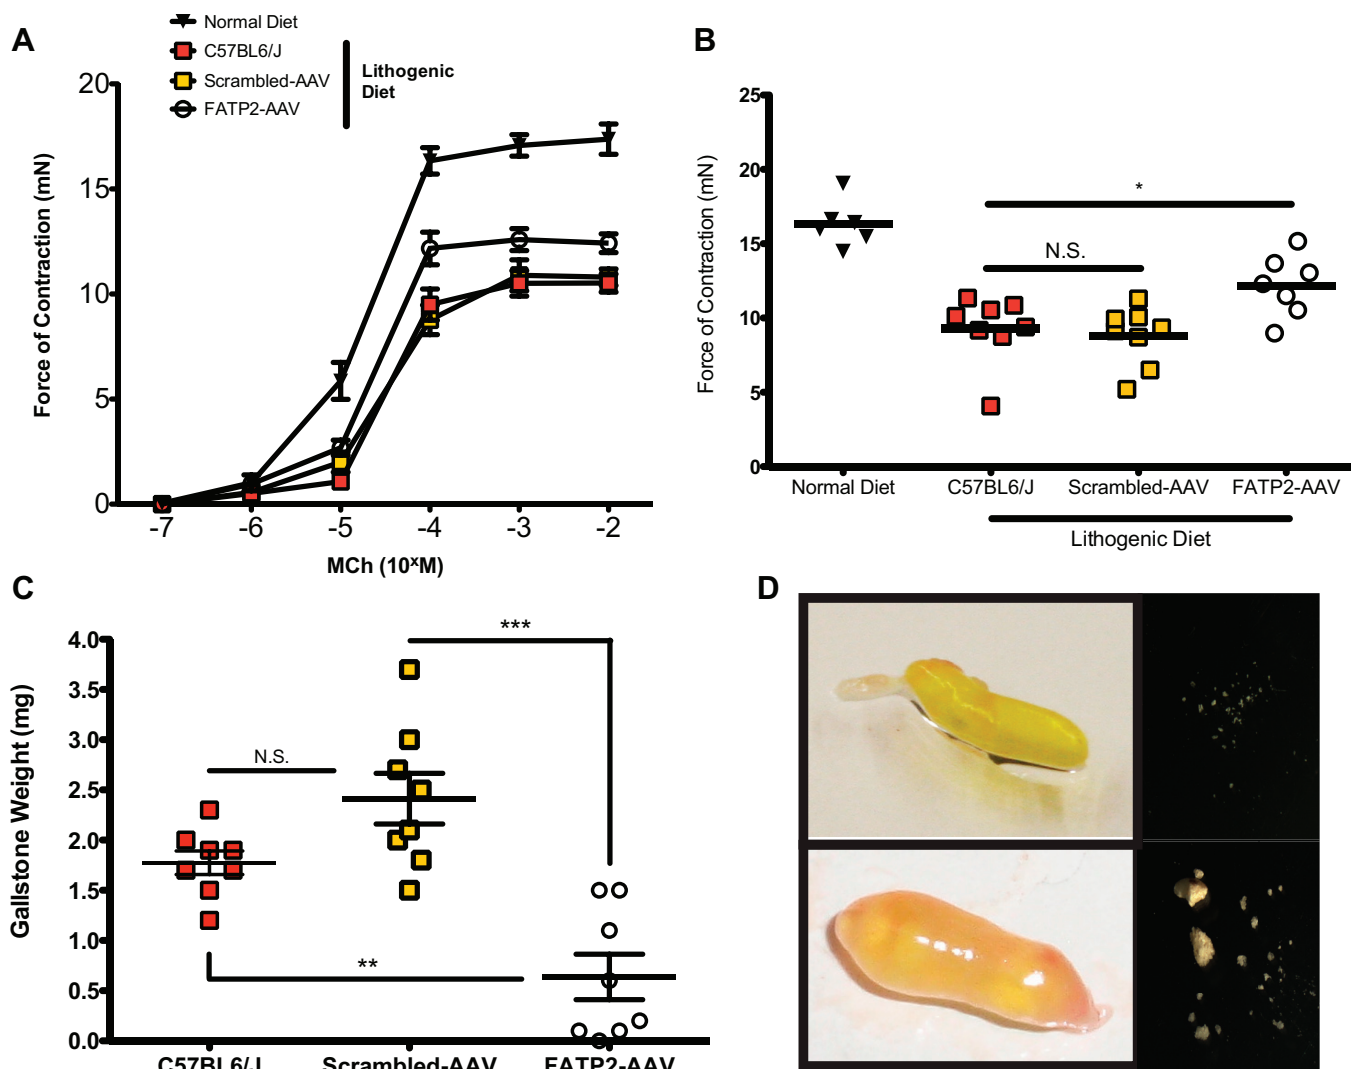 A
Normal Diet
C57BL6/J
Scrambled-AAV
FATP2-AAV
Lithogenic
Diet
20
15
10
5
0
Force of Contraction (mN)
-7 -6 -5 -4 -3 -2
MCh (10ˣM)
B
25
20
15
10
5
0
Force of Contraction (mN)
*
N.S.
Normal Diet C57BL6/J Scrambled-AAV FATP2-AAV
Lithogenic Diet
C
4.0
3.5
3.0
2.5
2.0
1.5
1.0
0.5
0.0
Gallstone Weight (mg)
***
N.S.
**
C57BL6/J Scrambled-AAV FATP2-AAV
D